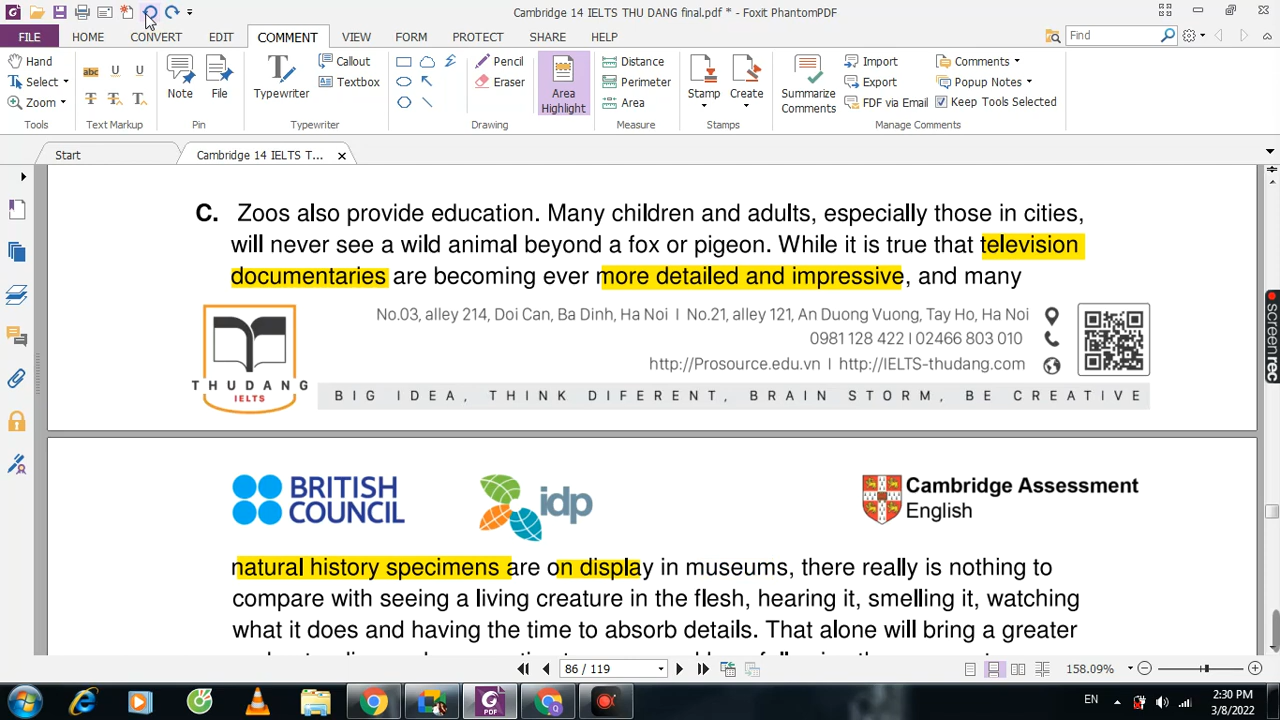 Cambridge 14 IELTS THU DANG final.pdf * - Foxit PhantomPDF
FILE HOME CONVERT EDIT COMMENT VIEW FORM PROTECT SHARE HELP Find
Hand
Select
Zoom
Tools
abc U U
T T T
Text Markup
Note
File
Pin
Typewriter
Callout
Textbox
Typewriter
Pencil
Eraser
Drawing
Area
Highlight
Distance
Perimeter
Area
Measure
Stamp
Create
Stamps
Summarize
Comments
Import
Export
FDF via Email
Comments
Popup Notes
Keep Tools Selected
Manage Comments
Start
Cambridge 14 IELTS T...
C. Zoos also provide education. Many children and adults, especially those in cities,
will never see a wild animal beyond a fox or pigeon. While it is true that television
documentaries are becoming ever more detailed and impressive, and many
THUDANG
IELTS
No.03, alley 214, Doi Can, Ba Dinh, Ha Noi I No.21, alley 121, An Duong Vuong, Tay Ho, Ha Noi
0981 128 422 I 02466 803 010
http://Prosource.edu.vn I http://IELTS-thudang.com
BIG IDEA, THINK DIFERENT, BRAIN STORM, BE CREATIVE
BRITISH
COUNCIL
idp
Cambridge Assessment
English
natural history specimens are on display in museums, there really is nothing to
compare with seeing a living creature in the flesh, hearing it, smelling it, watching
what it does and having the time to absorb details. That alone will bring a greater
86 / 119
158.09%
screenrec
PDF
EN
2:30 PM
3/8/2022